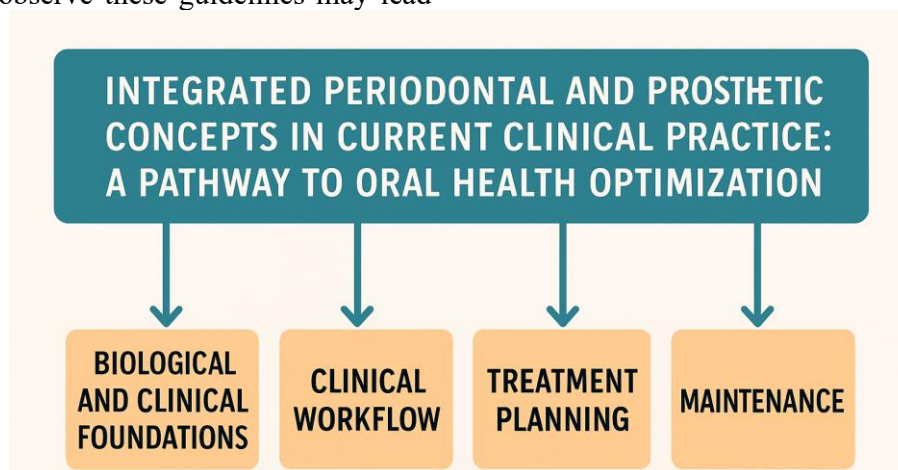 observe these guidelines may lead
INTEGRATED PERIODONTAL AND PROSTHETIC
CONCEPTS IN CURRENT CLINICAL PRACTICE:
A PATHWAY TO ORAL HEALTH OPTIMIZATION
BIOLOGICAL
AND CLINICAL
FOUNDATIONS
CLINICAL
WORKFLOW
TREATMENT
PLANNING
MAINTENANCE